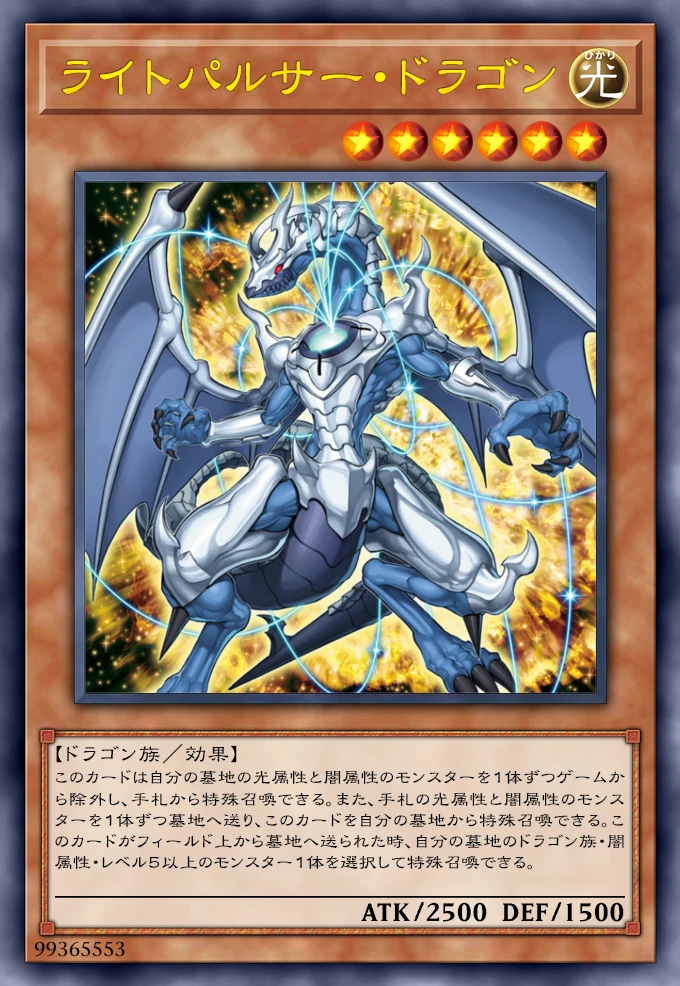 ライトパルサー・ドラゴン
ひかり
光
【ドラゴン族／効果】
このカードは自分の墓地の光属性と闇属性のモンスターを１体ずつゲームか
ら除外し、手札から特殊召喚できる。また、手札の光属性と闇属性のモンス
ターを１体ずつ墓地へ送り、このカードを自分の墓地から特殊召喚できる。こ
のカードがフィールド上から墓地へ送られた時、自分の墓地のドラゴン族・闇
属性・レベル５以上のモンスター１体を選択して特殊召喚できる。
ATK/2500 DEF/1500
99365553